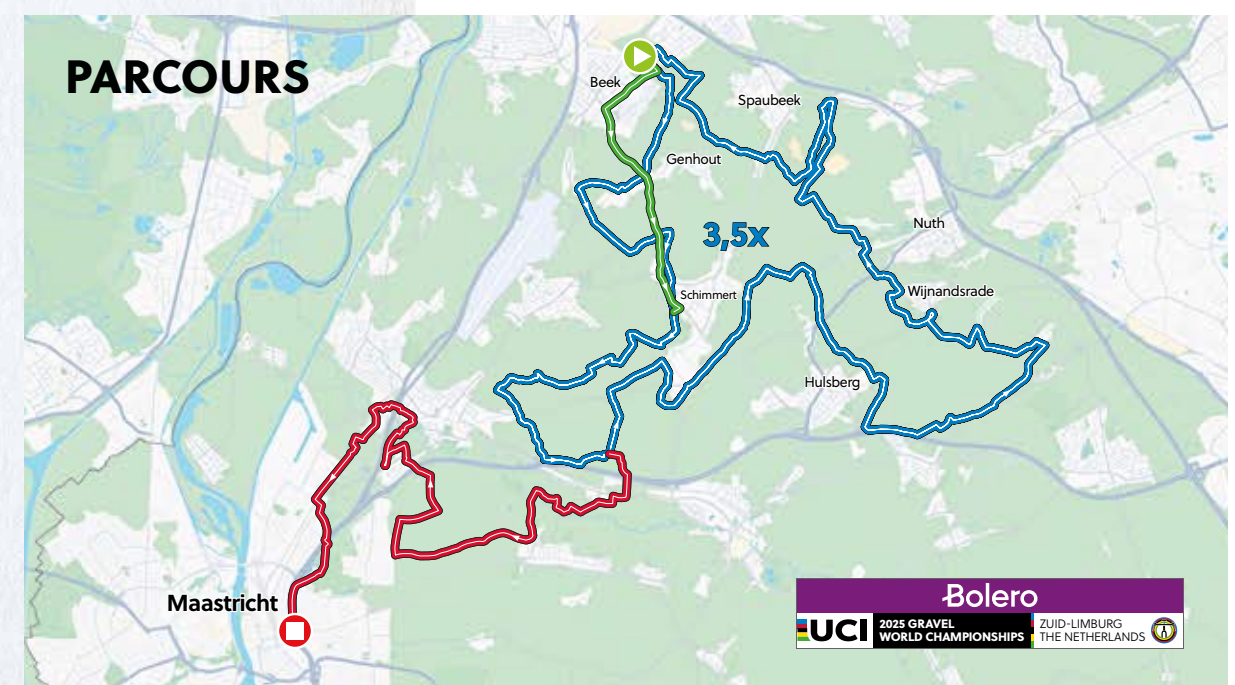 PARCOURS
Beek
Spaubeek
Genhout
3,5x
Nuth
Schimmert
Wijnandsrade
Hulsberg
Maastricht
Bolero
UCI
2025 GRAVEL
WORLD CHAMPIONSHIPS
ZUID-LIMBURG
THE NETHERLANDS